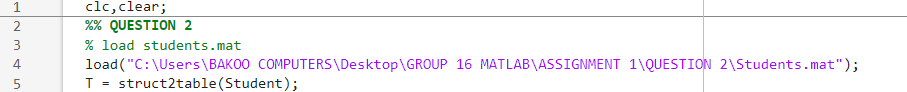 1 clc,clear;
2 %% QUESTION 2
3 % load students.mat
4 load("C:\Users\BAKOO COMPUTERS\Desktop\GROUP 16 MATLAB\ASSIGNMENT 1\QUESTION 2\Students.mat");
5 T = struct2table(Student);